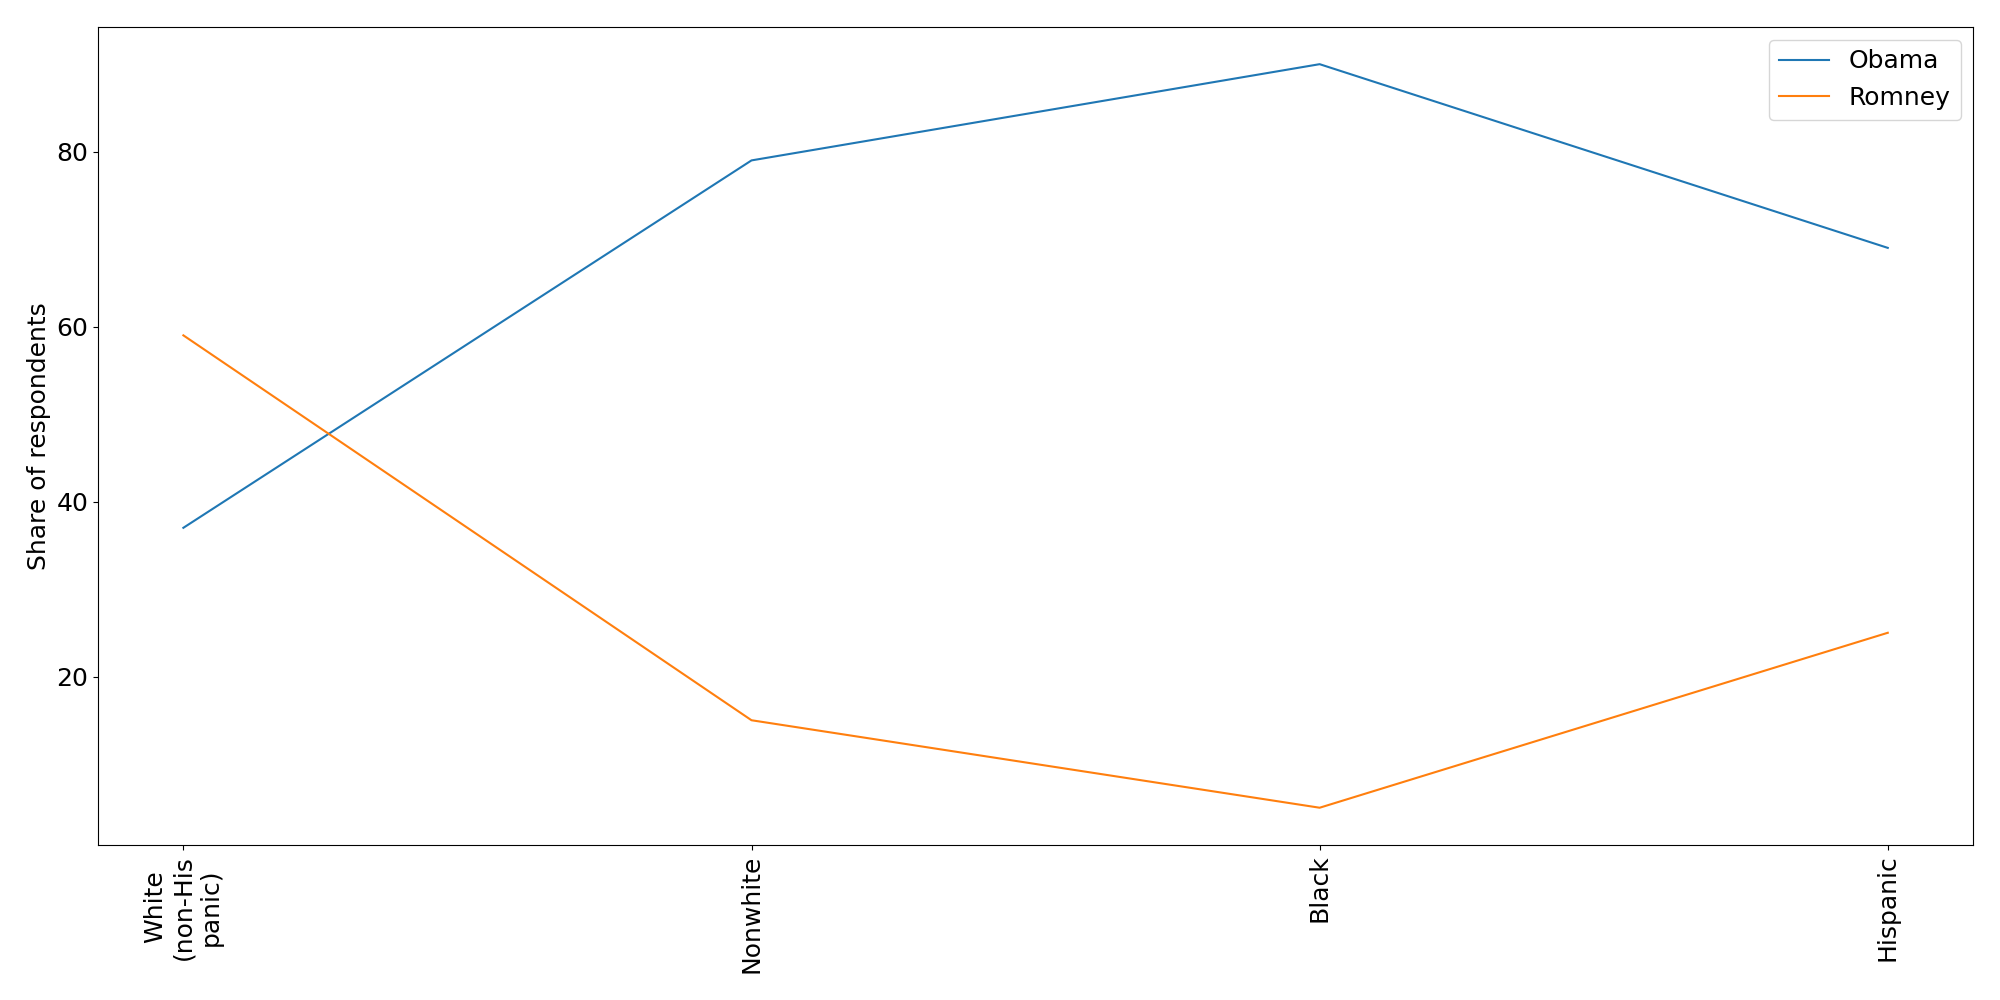 Obama
Romney
Share of respondents
80
60
40
20
White
(non-His
panic)
Nonwhite
Black
Hispanic